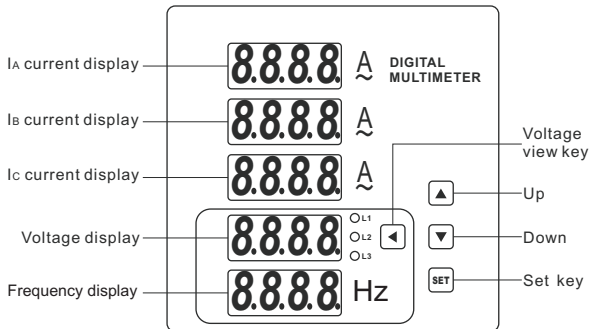 IA current display
8.8.8.8.
A
~
DIGITAL
MULTIMETER
IB current display
8.8.8.8.
A
~
IC current display
8.8.8.8.
A
~
Voltage
view key
Up
Voltage display
8.8.8.8.
L1
L2
L3
Down
Frequency display
8.8.8.8.
Hz
SET
Set key